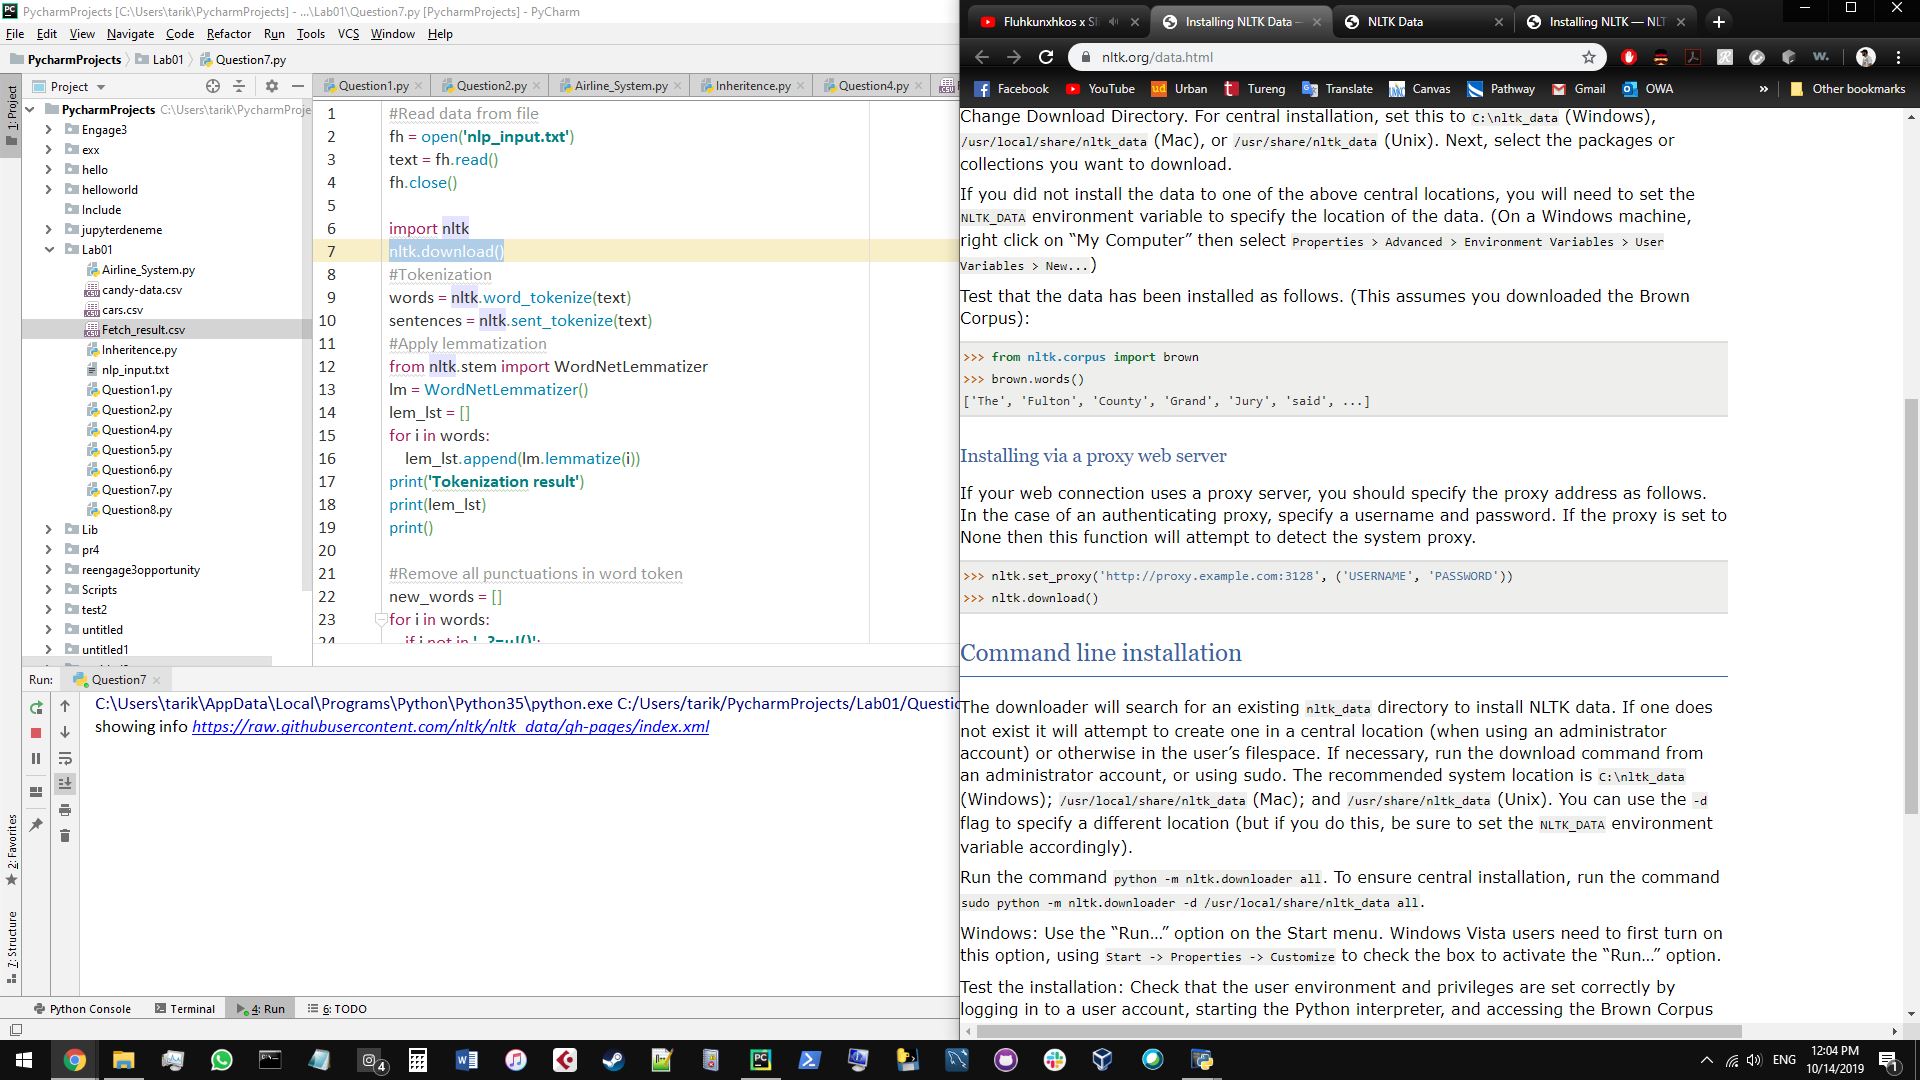 PycharmProjects [C:\Users\tarik\PycharmProjects] - ...\Lab01\Question7.py [PycharmProjects] - PyCharm
File Edit View Navigate Code Refactor Run Tools VCS Window Help
PycharmProjects Lab01 Question7.py
Project
Question1.py Question2.py Airline_System.py Inheritence.py Question4.py
1: Project
PycharmProjects C:\Users\tarik\PycharmProje
Engage3
exx
hello
helloworld
Include
jupyterdeneme
Lab01
Airline_System.py
candy-data.csv
cars.csv
Fetch_result.csv
Inheritence.py
nlp_input.txt
Question1.py
Question2.py
Question4.py
Question5.py
Question6.py
Question7.py
Question8.py
Lib
pr4
reengage3opportunity
Scripts
test2
untitled
untitled1
1 #Read data from file
2 fh = open('nlp_input.txt')
3 text = fh.read()
4 fh.close()
5
6 import nltk
7 nltk.download()
8 #Tokenization
9 words = nltk.word_tokenize(text)
10 sentences = nltk.sent_tokenize(text)
11 #Apply lemmatization
12 from nltk.stem import WordNetLemmatizer
13 lm = WordNetLemmatizer()
14 lem_lst = []
15 for i in words:
16 lem_lst.append(lm.lemmatize(i))
17 print('Tokenization result')
18 print(lem_lst)
19 print()
20
21 #Remove all punctuations in word token
22 new_words = []
23 for i in words:
24 if i not in
Run: Question7
C:\Users\tarik\AppData\Local\Programs\Python\Python35\python.exe C:/Users/tarik/PycharmProjects/Lab01/Questio
showing info https://raw.githubusercontent.com/nltk/nltk_data/gh-pages/index.xml
2: Favorites
7: Structure
Python Console Terminal 4: Run 6: TODO
Fluhkunxhkos x Installing NLTK Data NLTK Data Installing NLTK — NLT
nltk.org/data.html
Facebook YouTube Urban Tureng Translate Canvas Pathway Gmail OWA » Other bookmarks
Change Download Directory. For central installation, set this to C:\nltk_data (Windows),
/usr/local/share/nltk_data (Mac), or /usr/share/nltk_data (Unix). Next, select the packages or
collections you want to download.
If you did not install the data to one of the above central locations, you will need to set the
NLTK_DATA environment variable to specify the location of the data. (On a Windows machine,
right click on “My Computer” then select Properties > Advanced > Environment Variables > User
Variables > New...)
Test that the data has been installed as follows. (This assumes you downloaded the Brown
Corpus):
>>> from nltk.corpus import brown
>>> brown.words()
['The', 'Fulton', 'County', 'Grand', 'Jury', 'said', ...]
Installing via a proxy web server
If your web connection uses a proxy server, you should specify the proxy address as follows.
In the case of an authenticating proxy, specify a username and password. If the proxy is set to
None then this function will attempt to detect the system proxy.
>>> nltk.set_proxy('http://proxy.example.com:3128', ('USERNAME', 'PASSWORD'))
>>> nltk.download()
Command line installation
The downloader will search for an existing nltk_data directory to install NLTK data. If one does
not exist it will attempt to create one in a central location (when using an administrator
account) or otherwise in the user’s filespace. If necessary, run the download command from
an administrator account, or using sudo. The recommended system location is C:\nltk_data
(Windows); /usr/local/share/nltk_data (Mac); and /usr/share/nltk_data (Unix). You can use the -d
flag to specify a different location (but if you do this, be sure to set the NLTK_DATA environment
variable accordingly).
Run the command python -m nltk.downloader all. To ensure central installation, run the command
sudo python -m nltk.downloader -d /usr/local/share/nltk_data all.
Windows: Use the “Run…” option on the Start menu. Windows Vista users need to first turn on
this option, using Start -> Properties -> Customize to check the box to activate the “Run…” option.
Test the installation: Check that the user environment and privileges are set correctly by
logging in to a user account, starting the Python interpreter, and accessing the Brown Corpus
ENG
12:04 PM
10/14/2019